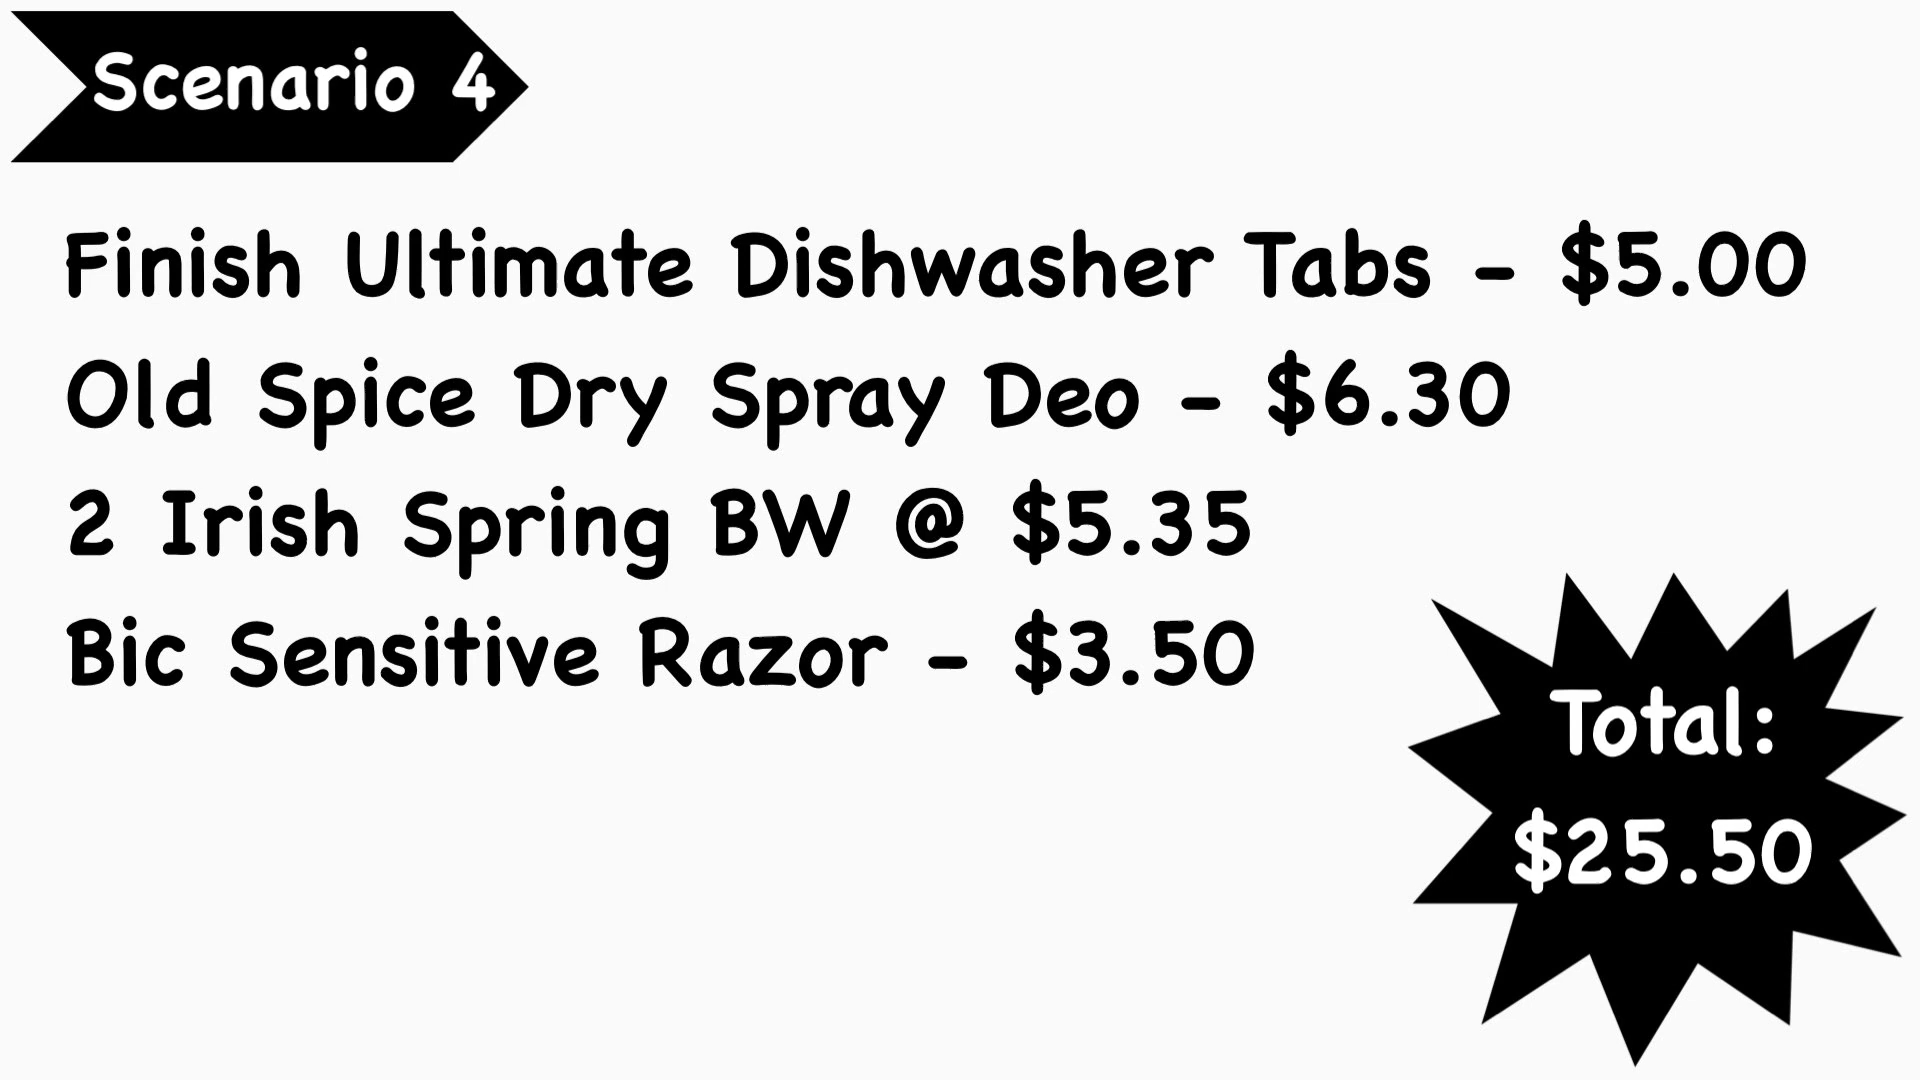 Scenario 4
Finish Ultimate Dishwasher Tabs - $5.00
Old Spice Dry Spray Deo - $6.30
2 Irish Spring BW @ $5.35
Bic Sensitive Razor - $3.50
Total:
$25.50